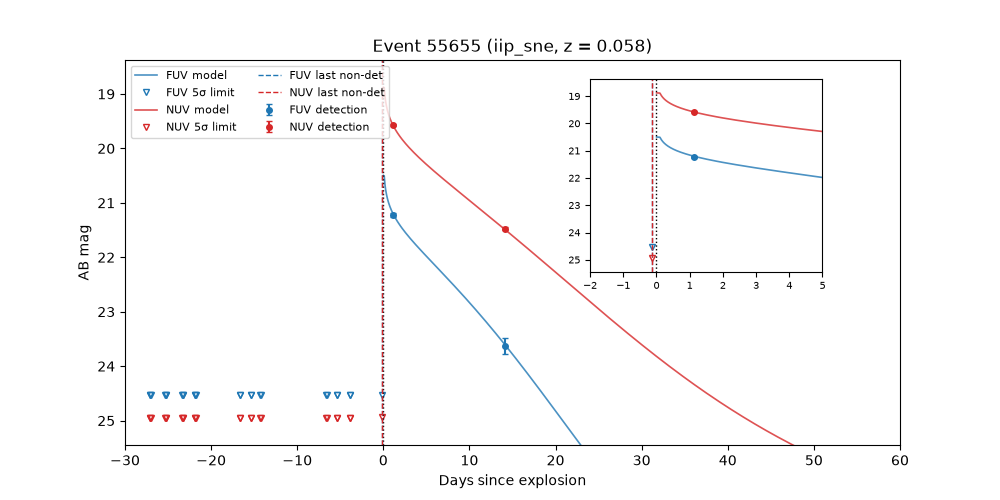 Event 55655 (iip_sne, z = 0.058)
FUV model
FUV 5σ limit
NUV model
NUV 5σ limit
FUV last non-det
NUV last non-det
FUV detection
NUV detection
19
20
21
22
23
24
25
AB mag
−30
−20
−10
0
10
20
30
40
50
60
Days since explosion
19
20
21
22
23
24
25
−2
−1
0
1
2
3
4
5